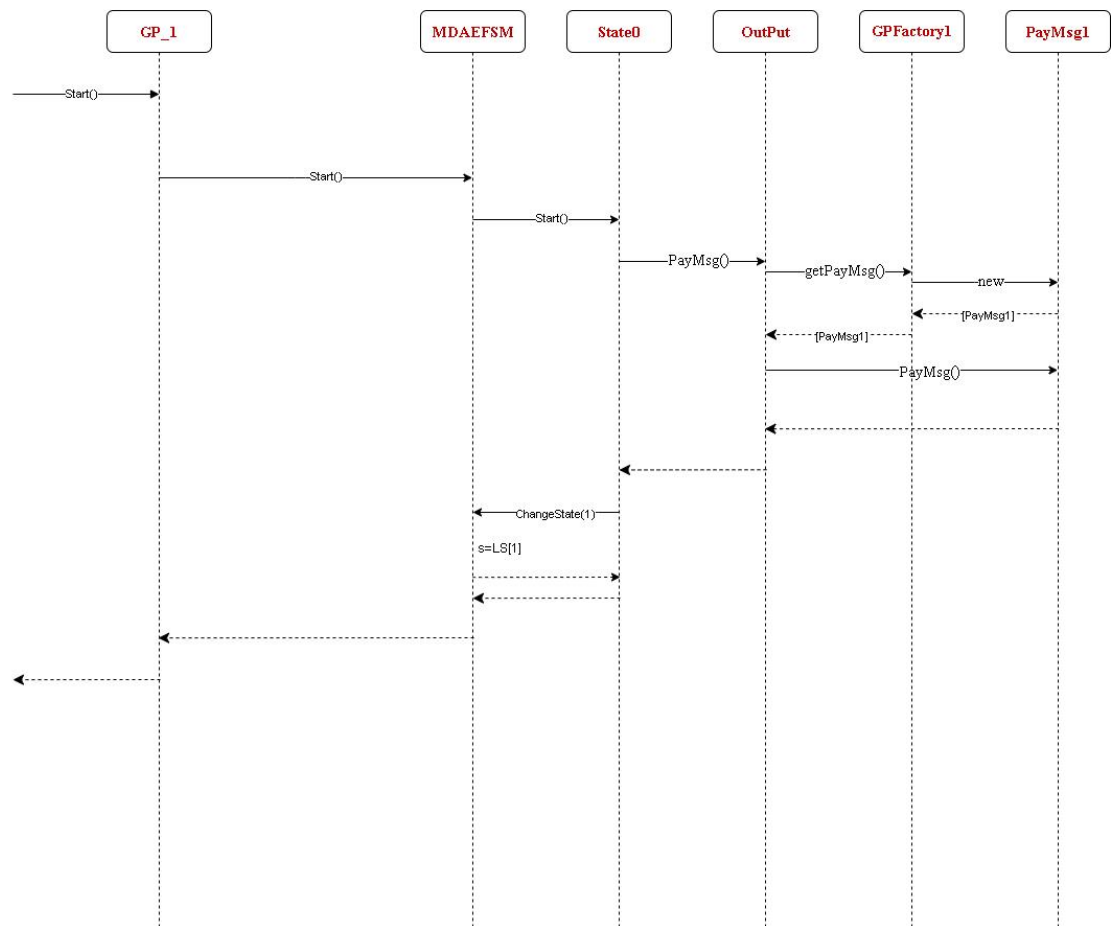 GP_1
MDAEFSM
State0
OutPut
GPFactory1
PayMsg1
Start()
Start()
Start()
PayMsg()
getPayMsg()
new
[PayMsg1]
[PayMsg1]
PayMsg()
ChangeState(1)
s=LS[1]